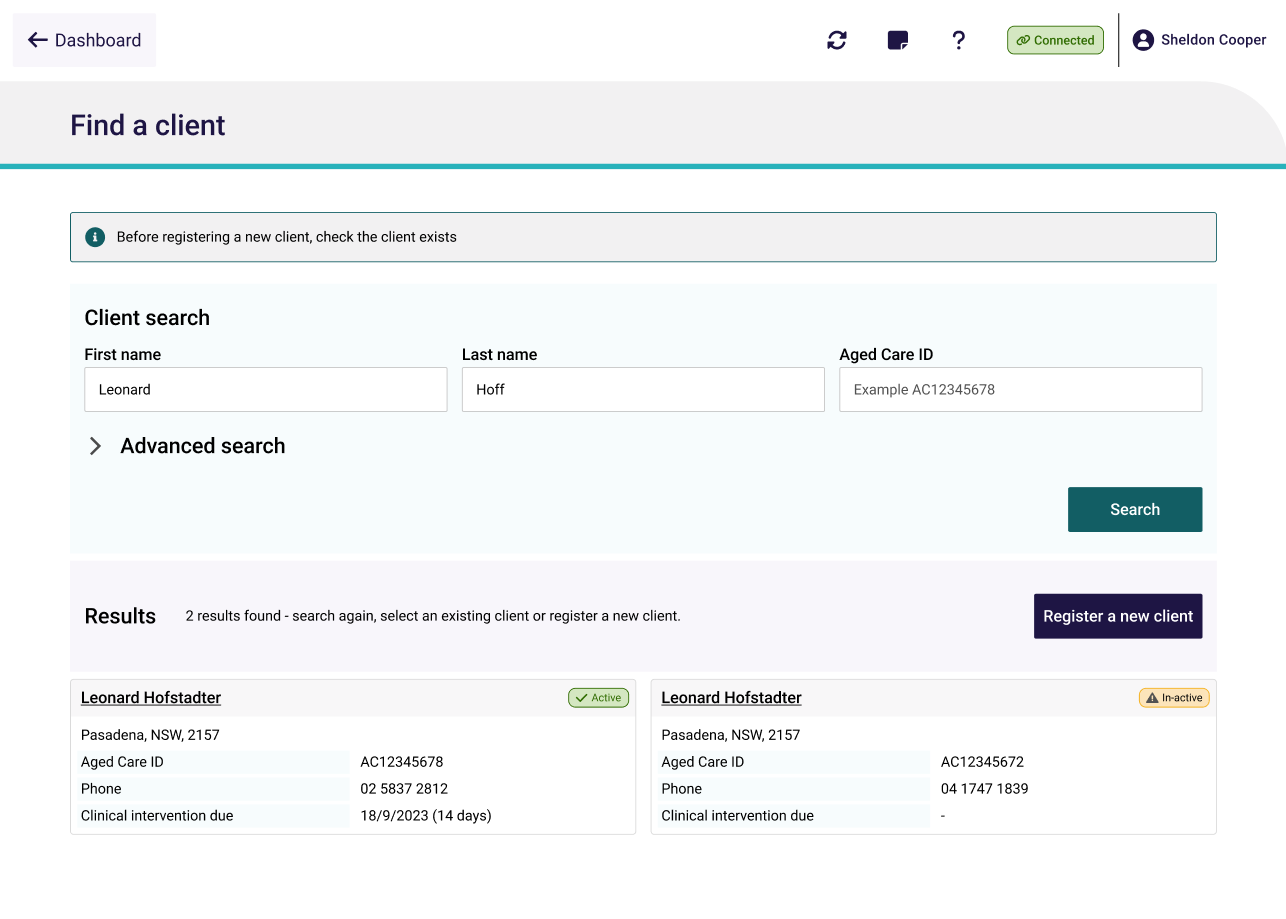 Dashboard
Connected
Sheldon Cooper
Find a client
Before registering a new client, check the client exists
Client search
First name
Last name
Aged Care ID
Leonard
Hoff
Example AC12345678
Advanced search
Search
Results
2 results found - search again, select an existing client or register a new client.
Register a new client
Leonard Hofstadter
Active
Pasadena, NSW, 2157
Aged Care ID AC12345678
Phone 02 5837 2812
Clinical intervention due 18/9/2023 (14 days)
Leonard Hofstadter
In-active
Pasadena, NSW, 2157
Aged Care ID AC12345672
Phone 04 1747 1839
Clinical intervention due -